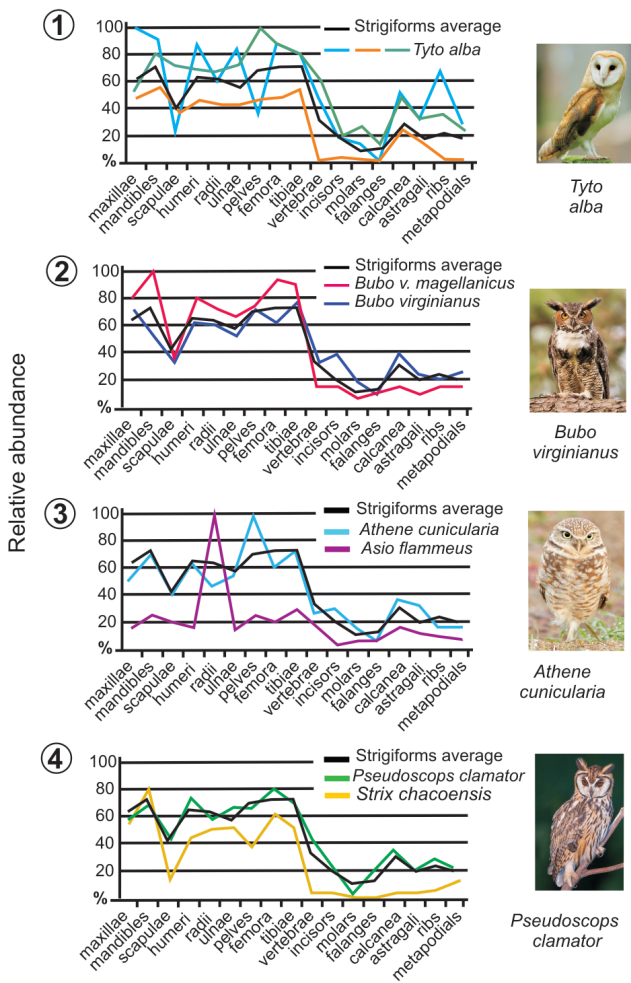 Relative abundance
1
Strigiforms average
Tyto alba
100
80
60
40
20
%
maxillae
mandibles
scapulae
humeri
radii
ulnae
pelves
femora
tibiae
vertebrae
incisors
molars
falanges
calcanea
astragali
ribs
metapodials
Tyto
alba
2
Strigiforms average
Bubo v. magellanicus
Bubo virginianus
100
80
60
40
20
%
maxillae
mandibles
scapulae
humeri
radii
ulnae
pelves
femora
tibiae
vertebrae
incisors
molars
falanges
calcanea
astragali
ribs
metapodials
Bubo
virginianus
3
Strigiforms average
Athene cunicularia
Asio flammeus
100
80
60
40
20
%
maxillae
mandibles
scapulae
humeri
radii
ulnae
pelves
femora
tibiae
vertebrae
incisors
molars
falanges
calcanea
astragali
ribs
metapodials
Athene
cunicularia
4
Strigiforms average
Pseudoscops clamator
Strix chacoensis
100
80
60
40
20
%
maxillae
mandibles
scapulae
humeri
radii
ulnae
pelves
femora
tibiae
vertebrae
incisors
molars
falanges
calcanea
astragali
ribs
metapodials
Pseudoscops
clamator